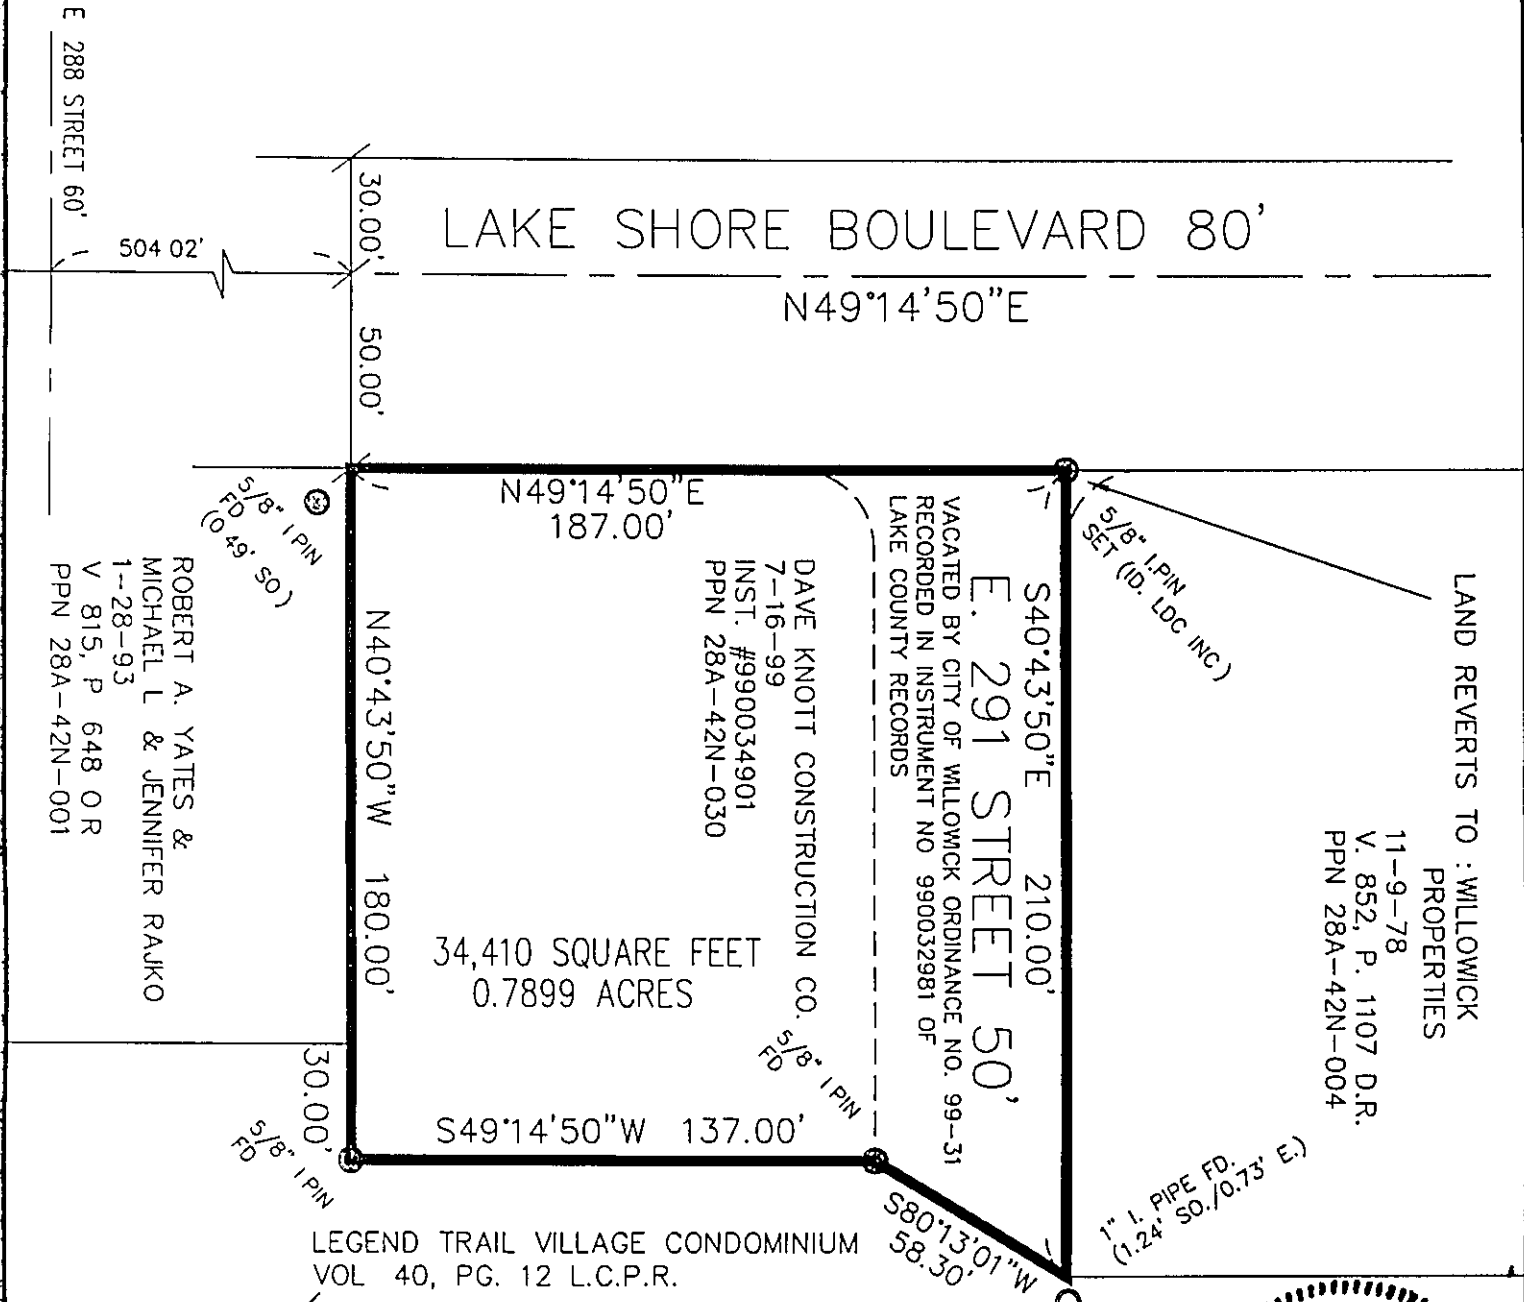 E 288 STREET 60'
504 02'
30.00'
LAKE SHORE BOULEVARD 80'
N49°14'50"E
50.00'
N49°14'50"E
187.00'
5/8" I PIN
FD
(0 49' SO)
5/8" I.PIN
SET (ID. LDC INC)
LAND REVERTS TO : WILLOWICK
PROPERTIES
11-9-78
V. 852, P. 1107 D.R.
PPN 28A-42N-004
S40°43'50"E 210.00'
E. 291 STREET 50'
VACATED BY CITY OF WILLOWICK ORDINANCE NO. 99-31
RECORDED IN INSTRUMENT NO 990032981 OF
LAKE COUNTY RECORDS
DAVE KNOTT CONSTRUCTION CO.
7-16-99
INST. #990034901
PPN 28A-42N-030
N40°43'50"W 180.00'
ROBERT A. YATES &
MICHAEL L & JENNIFER RAJKO
1-28-93
V 815, P 648 O R
PPN 28A-42N-001
34,410 SQUARE FEET
0.7899 ACRES
5/8" I PIN
FD
30.00'
5/8" I PIN
FD
S49°14'50"W 137.00'
S80°13'01"W
58.30'
1" I. PIPE FD.
(1.24' SO./0.73' E.)
LEGEND TRAIL VILLAGE CONDOMINIUM
VOL 40, PG. 12 L.C.P.R.